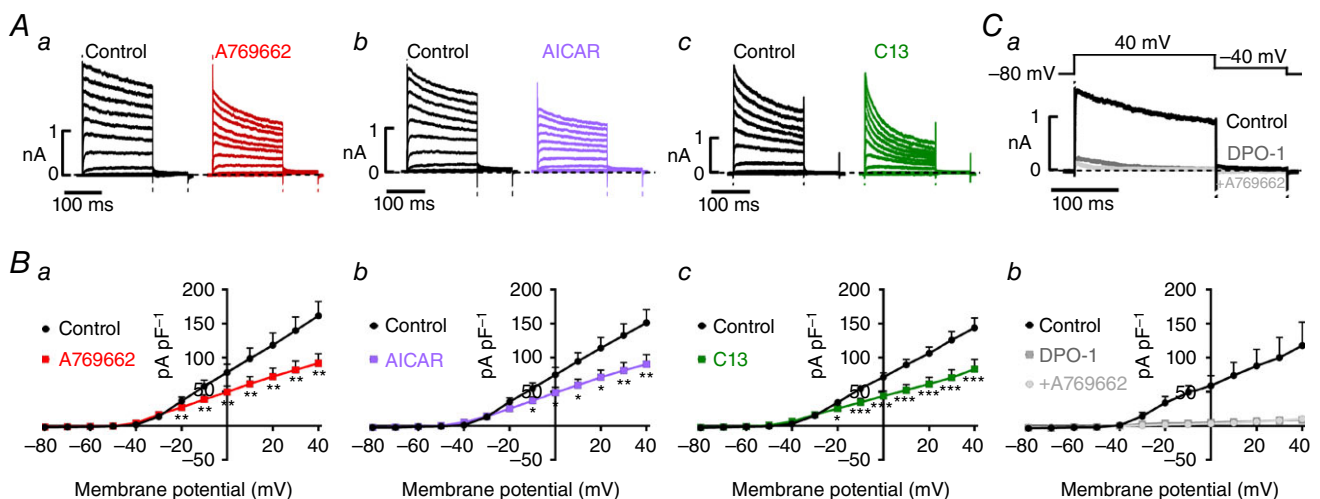 A
a
Control
A769662
1
nA
0
100 ms
b
Control
AICAR
1
nA
0
100 ms
c
Control
C13
1
nA
0
100 ms
C
a
40 mV
–40 mV
–80 mV
1
nA
0
Control
DPO-1
+A769662
100 ms
B
a
Control
A769662
pA pF⁻¹
200
150
100
50
–50
** ** ** ** ** ** **
–80 –60 –40 –20 20 40
Membrane potential (mV)
b
Control
AICAR
pA pF⁻¹
200
150
100
50
–50
* * * ** **
–80 –60 –40 –20 20 40
Membrane potential (mV)
c
Control
C13
pA pF⁻¹
200
150
100
50
–50
* *** *** *** *** *** ***
–80 –60 –40 –20 20 40
Membrane potential (mV)
b
Control
DPO-1
+A769662
pA pF⁻¹
200
150
100
50
–50
–80 –60 –40 –20 20 40
Membrane potential (mV)